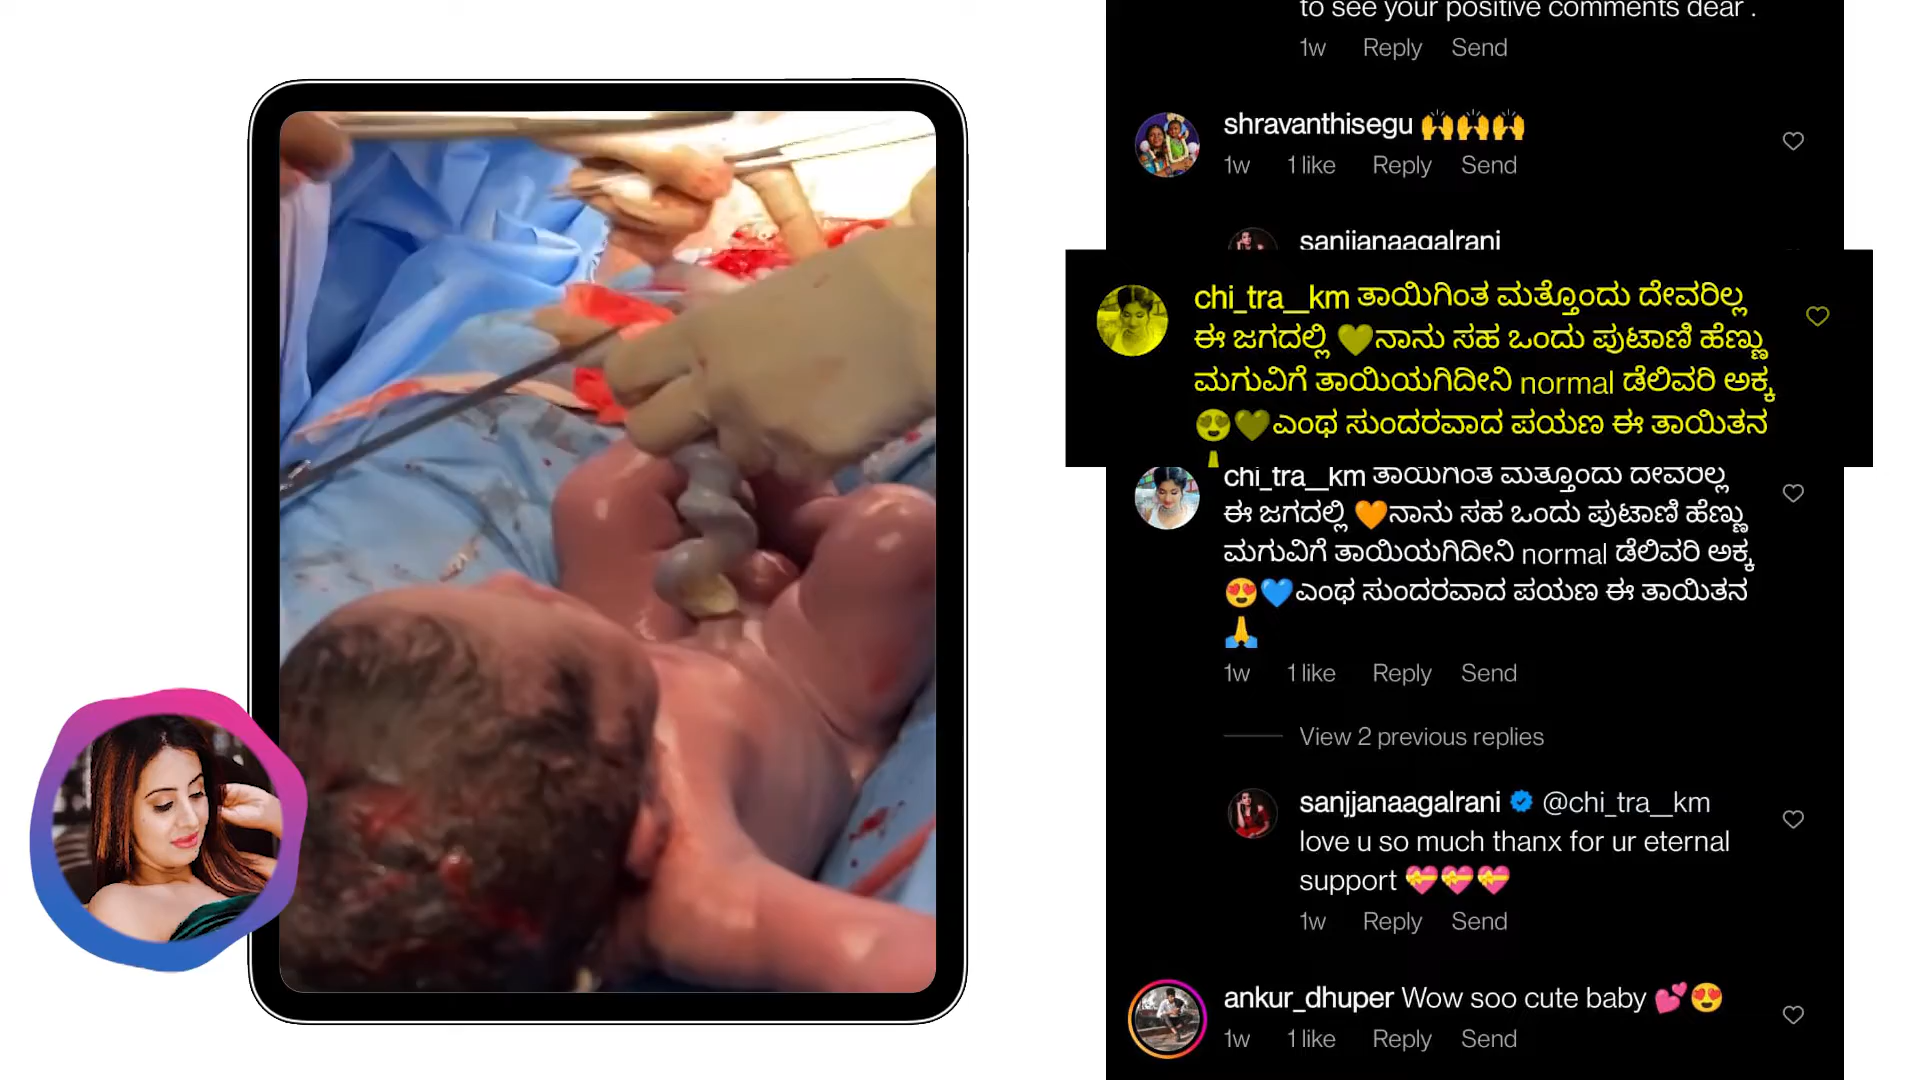 to see your positive comments dear .
1w Reply Send
shravanthisegu 🙌🙌🙌
1w 1 like Reply Send
sanjjanaagalrani
chi_tra__km ತಾಯಿಗಿಂತ ಮತ್ತೊಂದು ದೇವರಿಲ್ಲ
ಈ ಜಗದಲ್ಲಿ 💚ನಾನು ಸಹ ಒಂದು ಪುಟಾಣಿ ಹೆಣ್ಣು
ಮಗುವಿಗೆ ತಾಯಿಯಗಿದೀನಿ normal ಡೆಲಿವರಿ ಅಕ್ಕ
😍💚ಎಂಥ ಸುಂದರವಾದ ಪಯಣ ಈ ತಾಯಿತನ
chi_tra__km ತಾಯಿಗಿಂತ ಮತ್ತೊಂದು ದೇವರಿಲ್ಲ
ಈ ಜಗದಲ್ಲಿ 🧡ನಾನು ಸಹ ಒಂದು ಪುಟಾಣಿ ಹೆಣ್ಣು
ಮಗುವಿಗೆ ತಾಯಿಯಗಿದೀನಿ normal ಡೆಲಿವರಿ ಅಕ್ಕ
😍💙ಎಂಥ ಸುಂದರವಾದ ಪಯಣ ಈ ತಾಯಿತನ
🙏
1w 1 like Reply Send
View 2 previous replies
sanjjanaagalrani @chi_tra__km
love u so much thanx for ur eternal
support 💝💝💝
1w Reply Send
ankur_dhuper Wow soo cute baby 💕😍
1w 1 like Reply Send